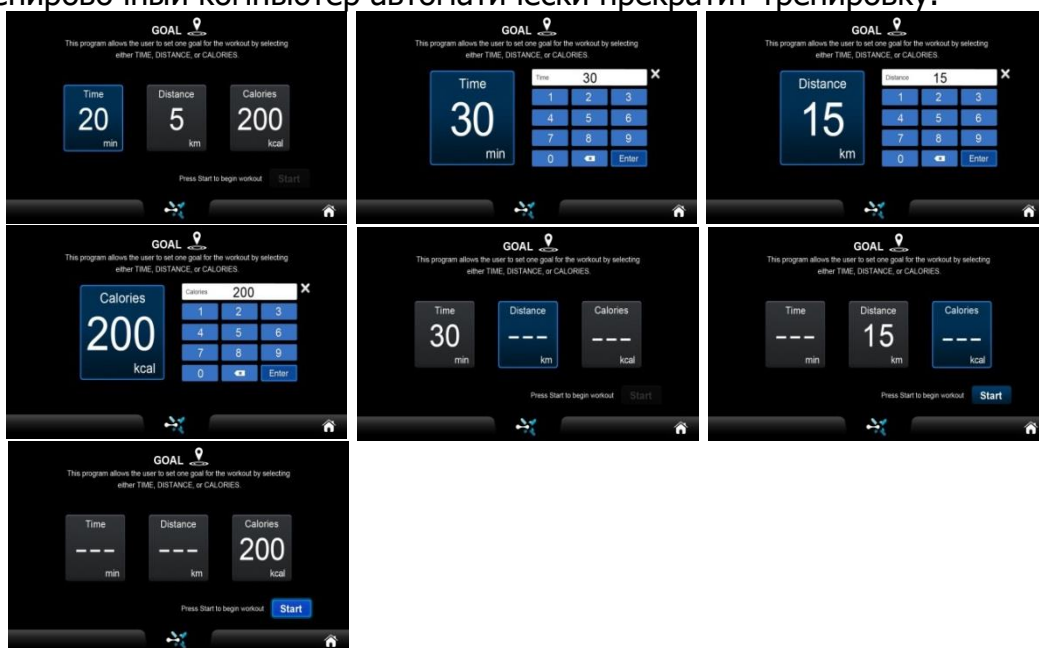 тренировочный компьютер автоматически прекратит тренировку.
GOAL
This program allows the user to set one goal for the workout by selecting
either TIME, DISTANCE, or CALORIES.
Time Distance Calories
20 5 200
min km kcal
Press Start to begin workout Start
GOAL
This program allows the user to set one goal for the workout by selecting
either TIME, DISTANCE, or CALORIES.
Time
30
min
Time 30 X
1 2 3
4 5 6
7 8 9
0 Enter
GOAL
This program allows the user to set one goal for the workout by selecting
either TIME, DISTANCE, or CALORIES.
Distance
15
km
Distance 15 X
1 2 3
4 5 6
7 8 9
0 Enter
GOAL
This program allows the user to set one goal for the workout by selecting
either TIME, DISTANCE, or CALORIES.
Calories
200
kcal
Calories 200 X
1 2 3
4 5 6
7 8 9
0 Enter
GOAL
This program allows the user to set one goal for the workout by selecting
either TIME, DISTANCE, or CALORIES.
Time Distance Calories
30 --- ---
min km kcal
Press Start to begin workout Start
GOAL
This program allows the user to set one goal for the workout by selecting
either TIME, DISTANCE, or CALORIES.
Time Distance Calories
--- 15 ---
min km kcal
Press Start to begin workout Start
GOAL
This program allows the user to set one goal for the workout by selecting
either TIME, DISTANCE, or CALORIES.
Time Distance Calories
--- --- 200
min km kcal
Press Start to begin workout Start